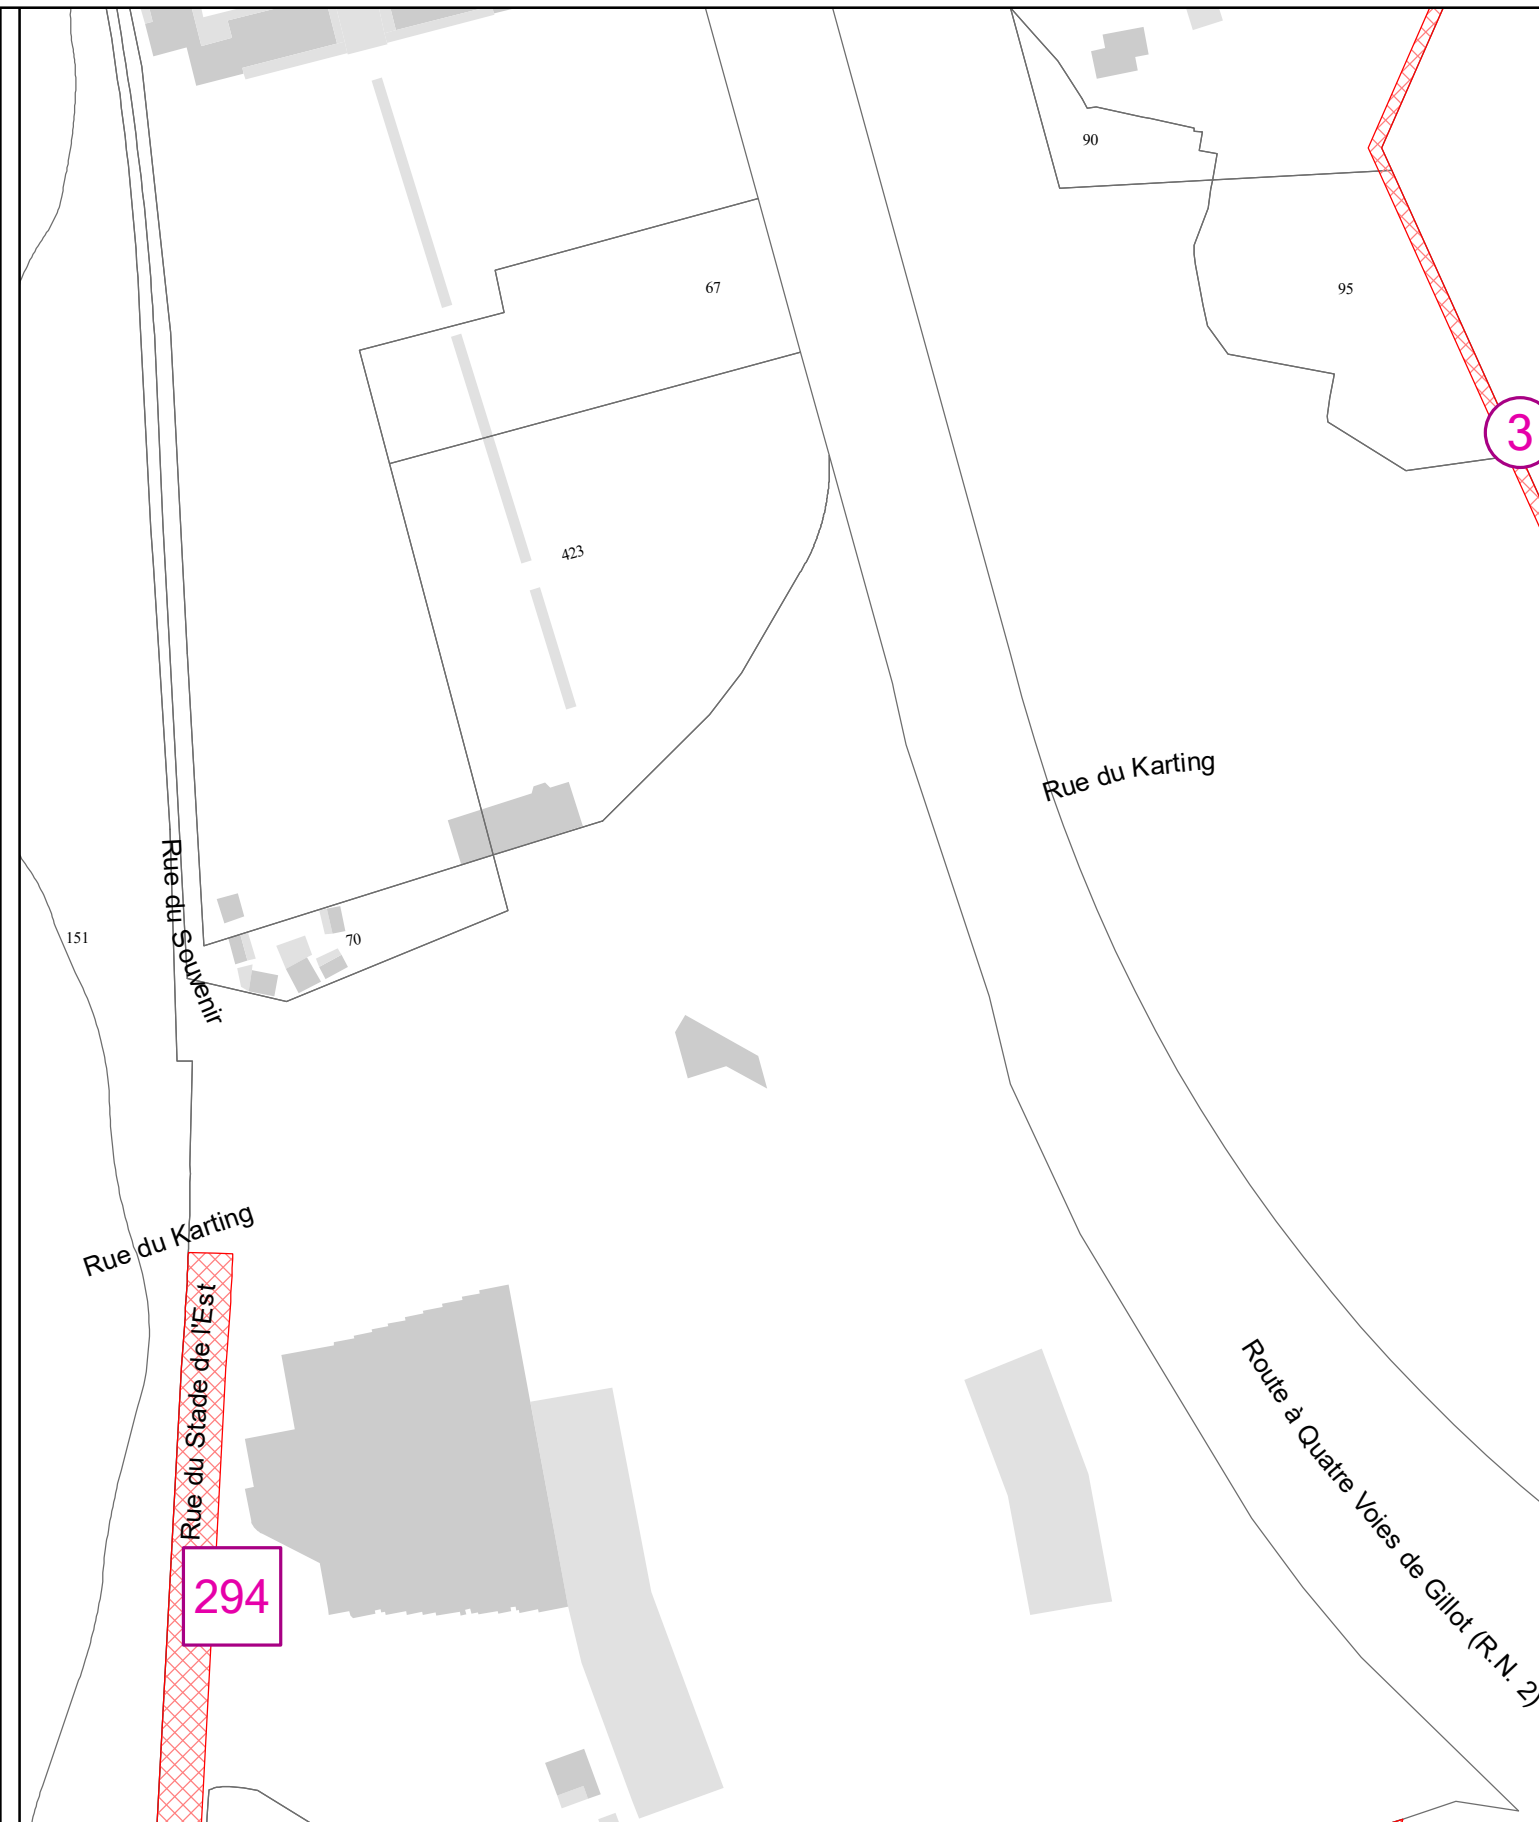 90
67
95
3
423
Rue du Karting
Rue du Souvenir
151
70
Rue du Karting
Rue du Stade de l'Est
Route à Quatre Voies de Gillot (R.N. 2)
294